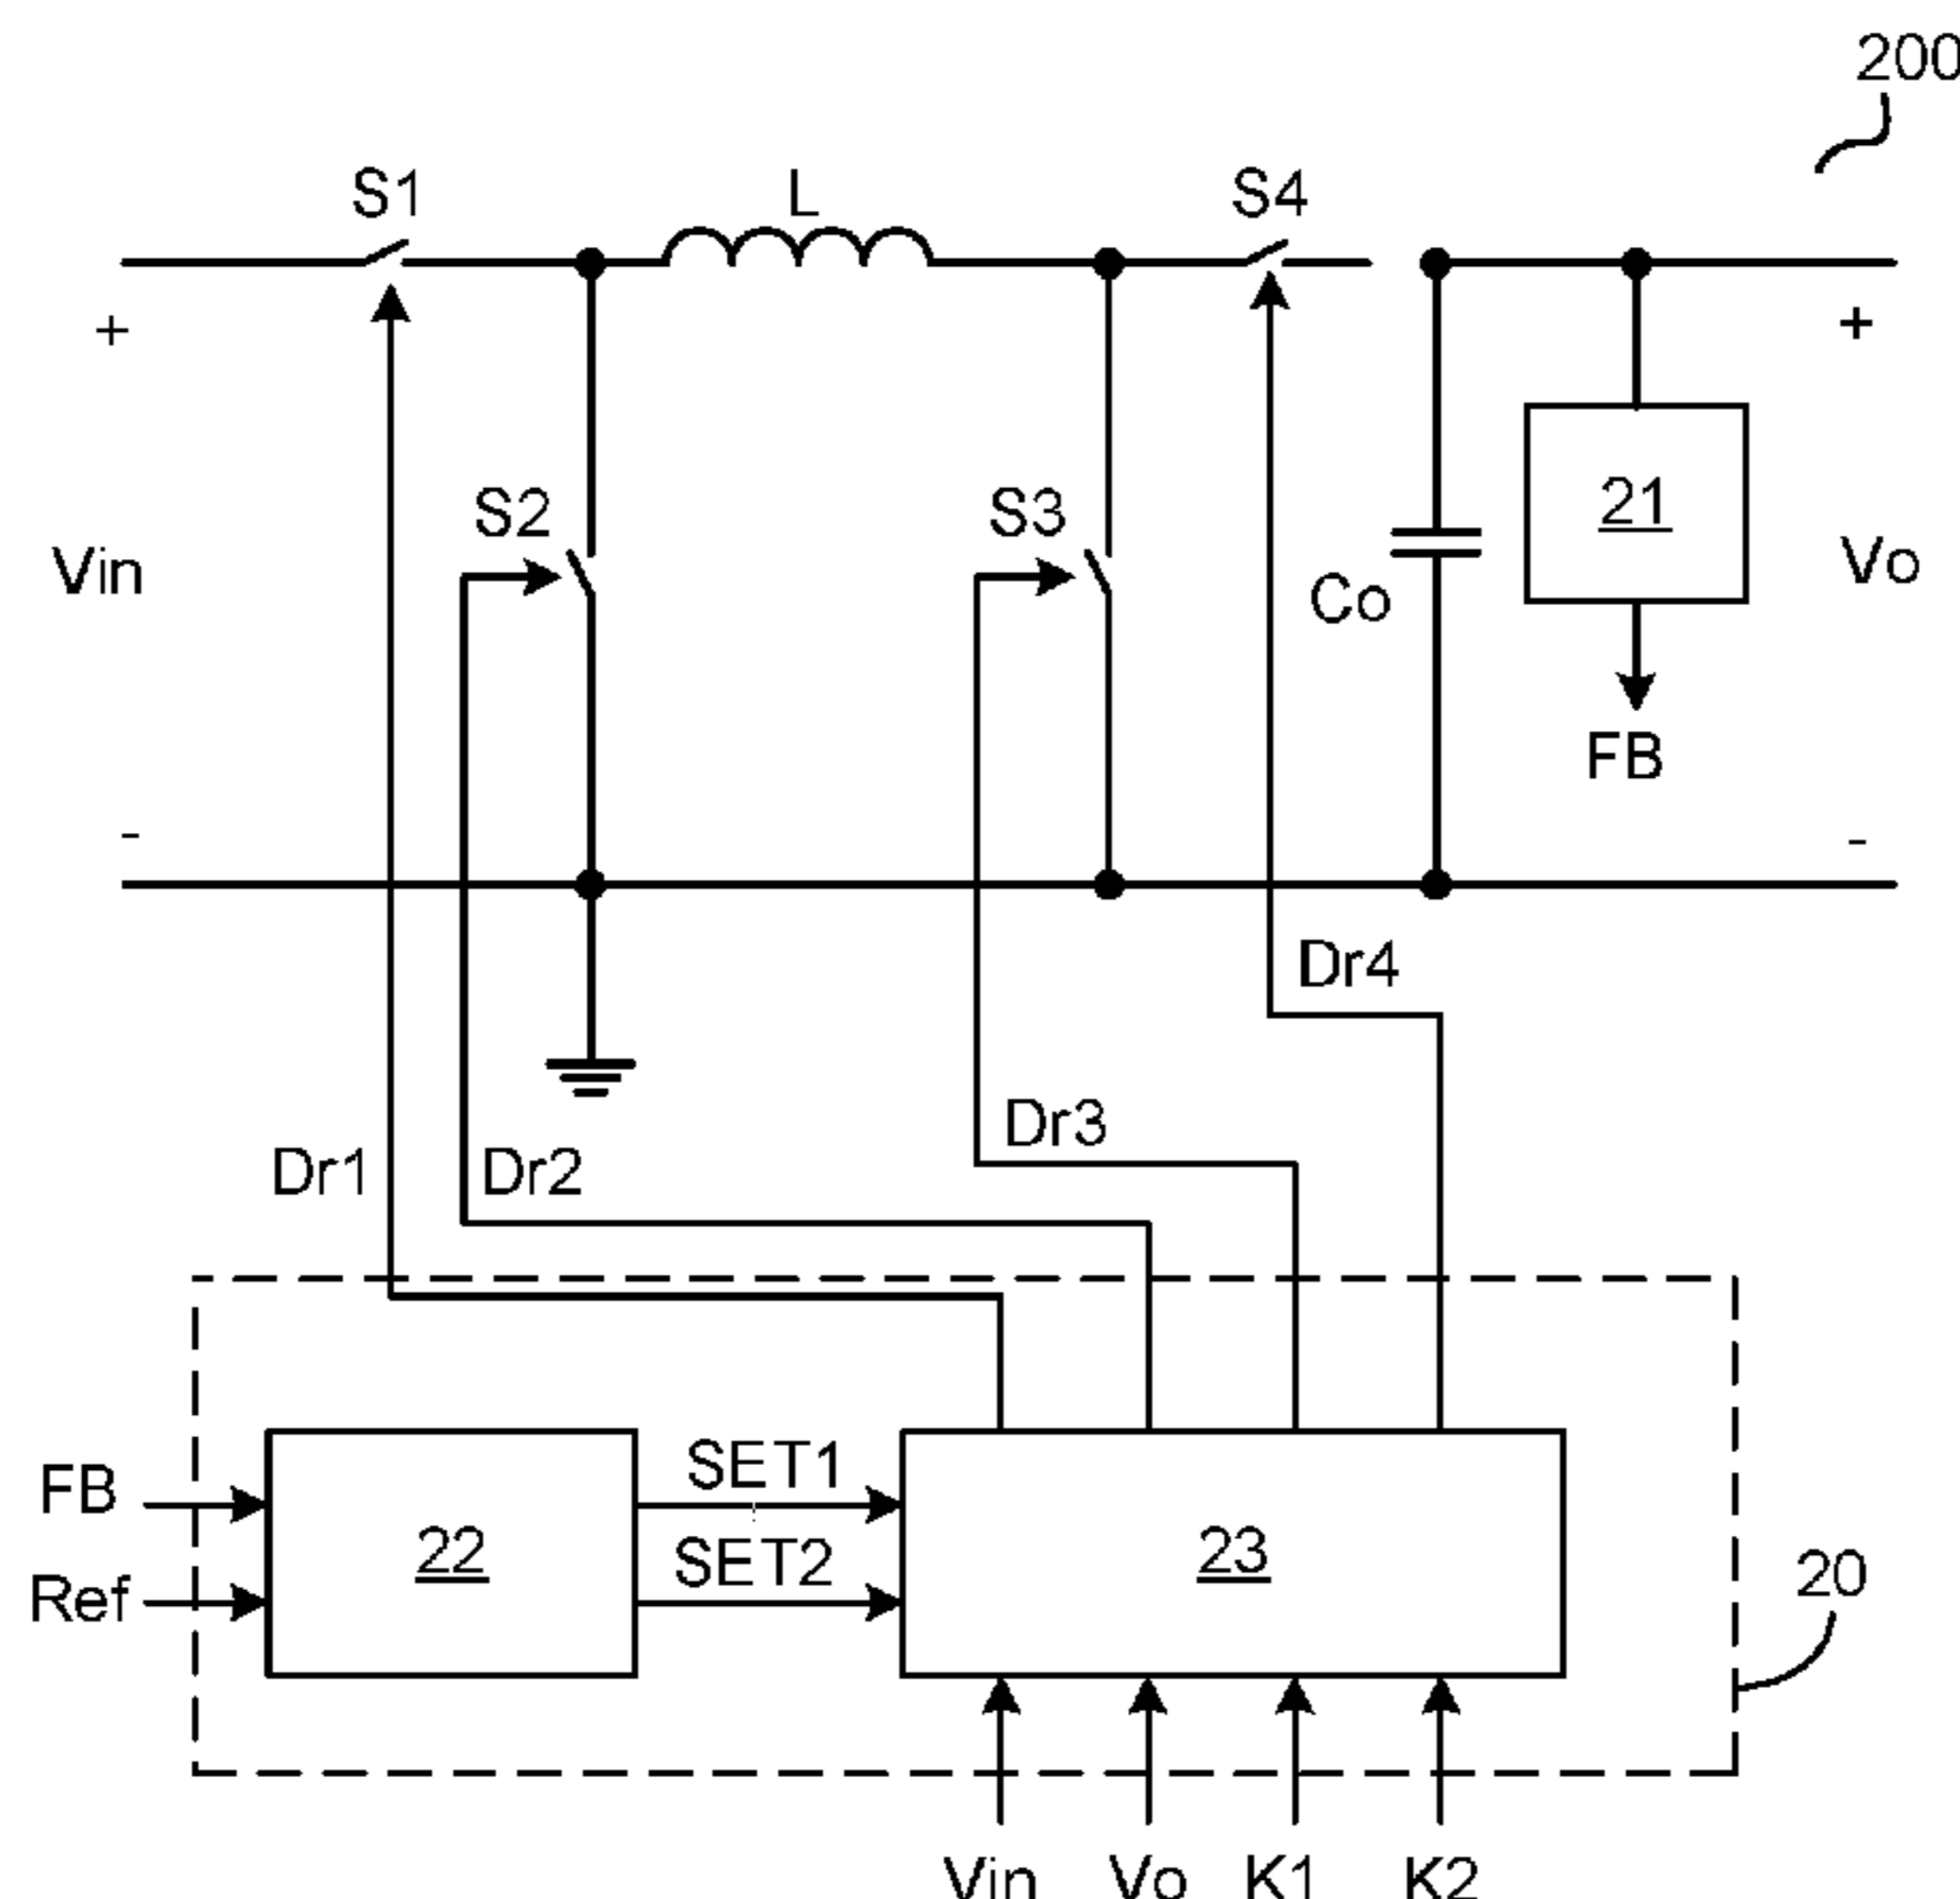 200
S1
L
S4
+
+
S2
S3
21
Vin
Co
Vo
FB
-
-
Dr4
Dr3
Dr1
Dr2
SET1
FB
22
SET2
23
Ref
20
Vin
Vo
K1
K2